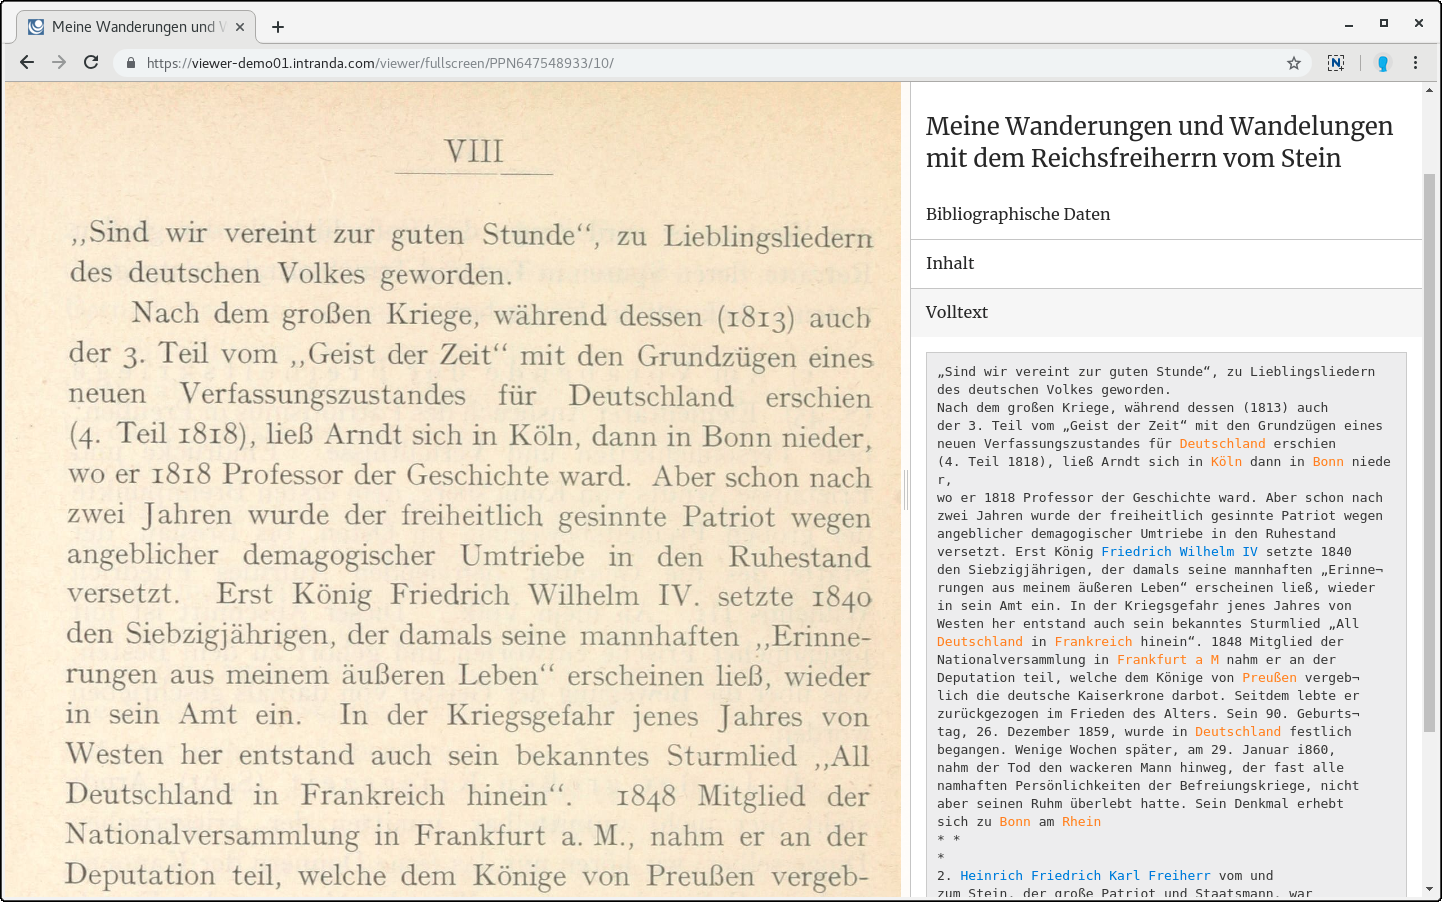 Meine Wanderungen und W
https://viewer-demo01.intranda.com/viewer/fullscreen/PPN647548933/10/
VIII
,,Sind wir vereint zur guten Stunde“, zu Lieblingsliedern
des deutschen Volkes geworden.
Nach dem großen Kriege, während dessen (1813) auch
der 3. Teil vom ,,Geist der Zeit“ mit den Grundzügen eines
neuen Verfassungszustandes für Deutschland erschien
(4. Teil 1818), ließ Arndt sich in Köln, dann in Bonn nieder,
wo er 1818 Professor der Geschichte ward. Aber schon nach
zwei Jahren wurde der freiheitlich gesinnte Patriot wegen
angeblicher demagogischer Umtriebe in den Ruhestand
versetzt. Erst König Friedrich Wilhelm IV. setzte 1840
den Siebzigjährigen, der damals seine mannhaften ,,Erinne-
rungen aus meinem äußeren Leben“ erscheinen ließ, wieder
in sein Amt ein. In der Kriegsgefahr jenes Jahres von
Westen her entstand auch sein bekanntes Sturmlied ,,All
Deutschland in Frankreich hinein“. 1848 Mitglied der
Nationalversammlung in Frankfurt a. M., nahm er an der
Deputation teil, welche dem Könige von Preußen vergeb-
Meine Wanderungen und Wandelungen
mit dem Reichsfreiherrn vom Stein
Bibliographische Daten
Inhalt
Volltext
„Sind wir vereint zur guten Stunde“, zu Lieblingsliedern
des deutschen Volkes geworden.
Nach dem großen Kriege, während dessen (1813) auch
der 3. Teil vom „Geist der Zeit“ mit den Grundzügen eines
neuen Verfassungszustandes für Deutschland erschien
(4. Teil 1818), ließ Arndt sich in Köln dann in Bonn niede
r,
wo er 1818 Professor der Geschichte ward. Aber schon nach
zwei Jahren wurde der freiheitlich gesinnte Patriot wegen
angeblicher demagogischer Umtriebe in den Ruhestand
versetzt. Erst König Friedrich Wilhelm IV setzte 1840
den Siebzigjährigen, der damals seine mannhaften „Erinne¬
rungen aus meinem äußeren Leben“ erscheinen ließ, wieder
in sein Amt ein. In der Kriegsgefahr jenes Jahres von
Westen her entstand auch sein bekanntes Sturmlied „All
Deutschland in Frankreich hinein“. 1848 Mitglied der
Nationalversammlung in Frankfurt a M nahm er an der
Deputation teil, welche dem Könige von Preußen vergeb¬
lich die deutsche Kaiserkrone darbot. Seitdem lebte er
zurückgezogen im Frieden des Alters. Sein 90. Geburts¬
tag, 26. Dezember 1859, wurde in Deutschland festlich
begangen. Wenige Wochen später, am 29. Januar i860,
nahm der Tod den wackeren Mann hinweg, der fast alle
namhaften Persönlichkeiten der Befreiungskriege, nicht
aber seinen Ruhm überlebt hatte. Sein Denkmal erhebt
sich zu Bonn am Rhein
* *
*
2. Heinrich Friedrich Karl Freiherr vom und
zum Stein, der große Patriot und Staatsmann, war